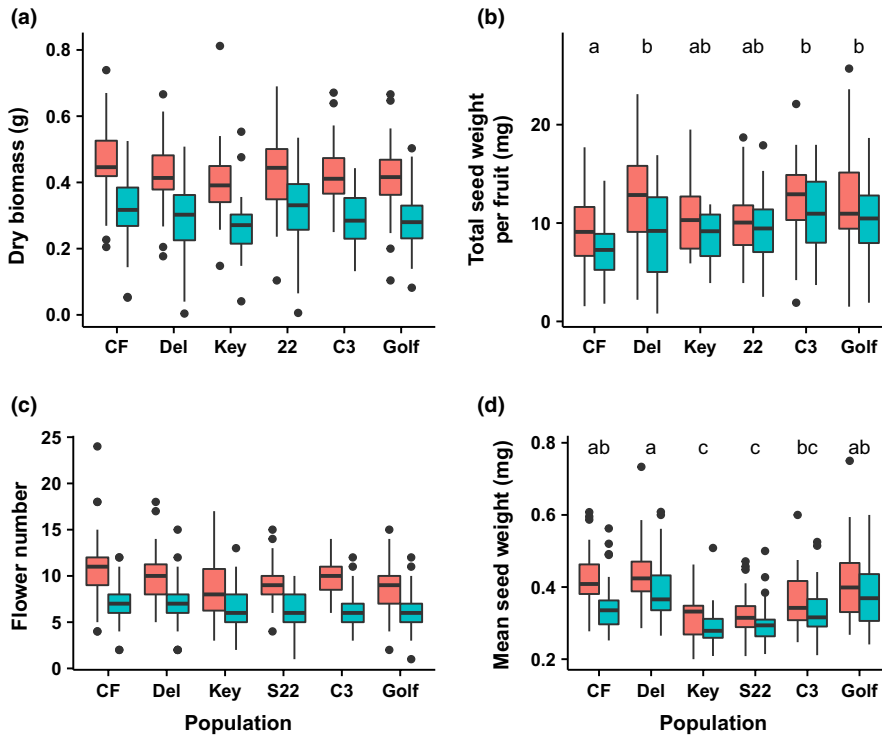 (a)
Dry biomass (g)
0.8
0.6
0.4
0.2
0.0
CF Del Key 22 C3 Golf
(b)
Total seed weight
per fruit (mg)
a b ab ab b b
20
10
0
CF Del Key 22 C3 Golf
(c)
Flower number
25
20
15
10
5
0
CF Del Key S22 C3 Golf
Population
(d)
Mean seed weight (mg)
0.8
ab a c c bc ab
0.6
0.4
0.2
CF Del Key S22 C3 Golf
Population